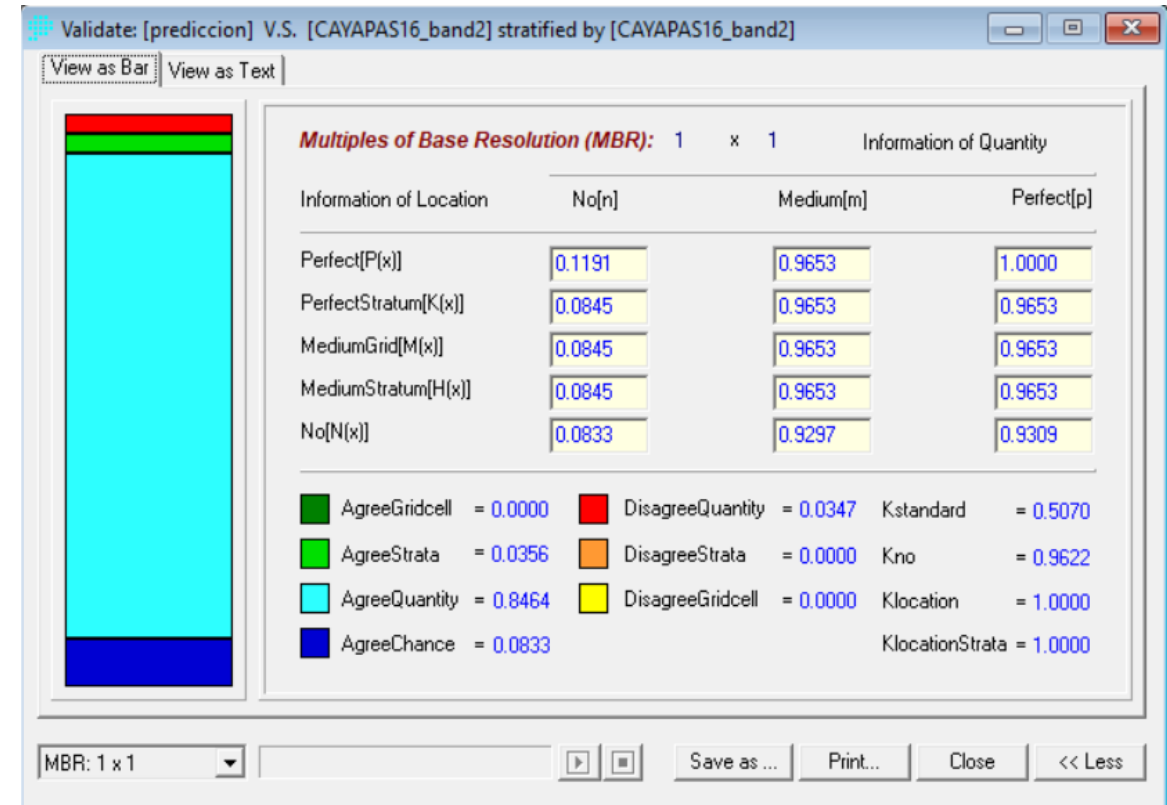 Validate: [prediccion] V.S. [CAYAPAS16_band2] stratified by [CAYAPAS16_band2]
View as Bar View as Text
Multiples of Base Resolution (MBR): 1 x 1 Information of Quantity
Information of Location No[n] Medium[m] Perfect[p]
Perfect[P(x)] 0.1191 0.9653 1.0000
PerfectStratum[K(x)] 0.0845 0.9653 0.9653
MediumGrid[M(x)] 0.0845 0.9653 0.9653
MediumStratum[H(x)] 0.0845 0.9653 0.9653
No[N(x)] 0.0833 0.9297 0.9309
AgreeGridcell = 0.0000 DisagreeQuantity = 0.0347 Kstandard = 0.5070
AgreeStrata = 0.0356 DisagreeStrata = 0.0000 Kno = 0.9622
AgreeQuantity = 0.8464 DisagreeGridcell = 0.0000 Klocation = 1.0000
AgreeChance = 0.0833 KlocationStrata = 1.0000
MBR: 1 x 1 Save as ... Print... Close << Less